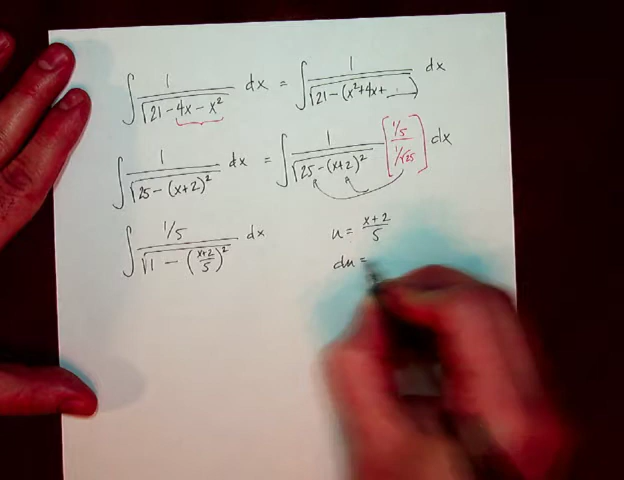 ∫ 1/√(21 - 4x - x²) dx = ∫ 1/√(21 - (x² + 4x + __)) dx
∫ 1/√(25 - (x+2)²) dx = ∫ 1/√(25 - (x+2)²) [(1/5)/(1/√25)] dx
∫ (1/5)/√(1 - ((x+2)/5)²) dx
u = (x+2)/5
du =